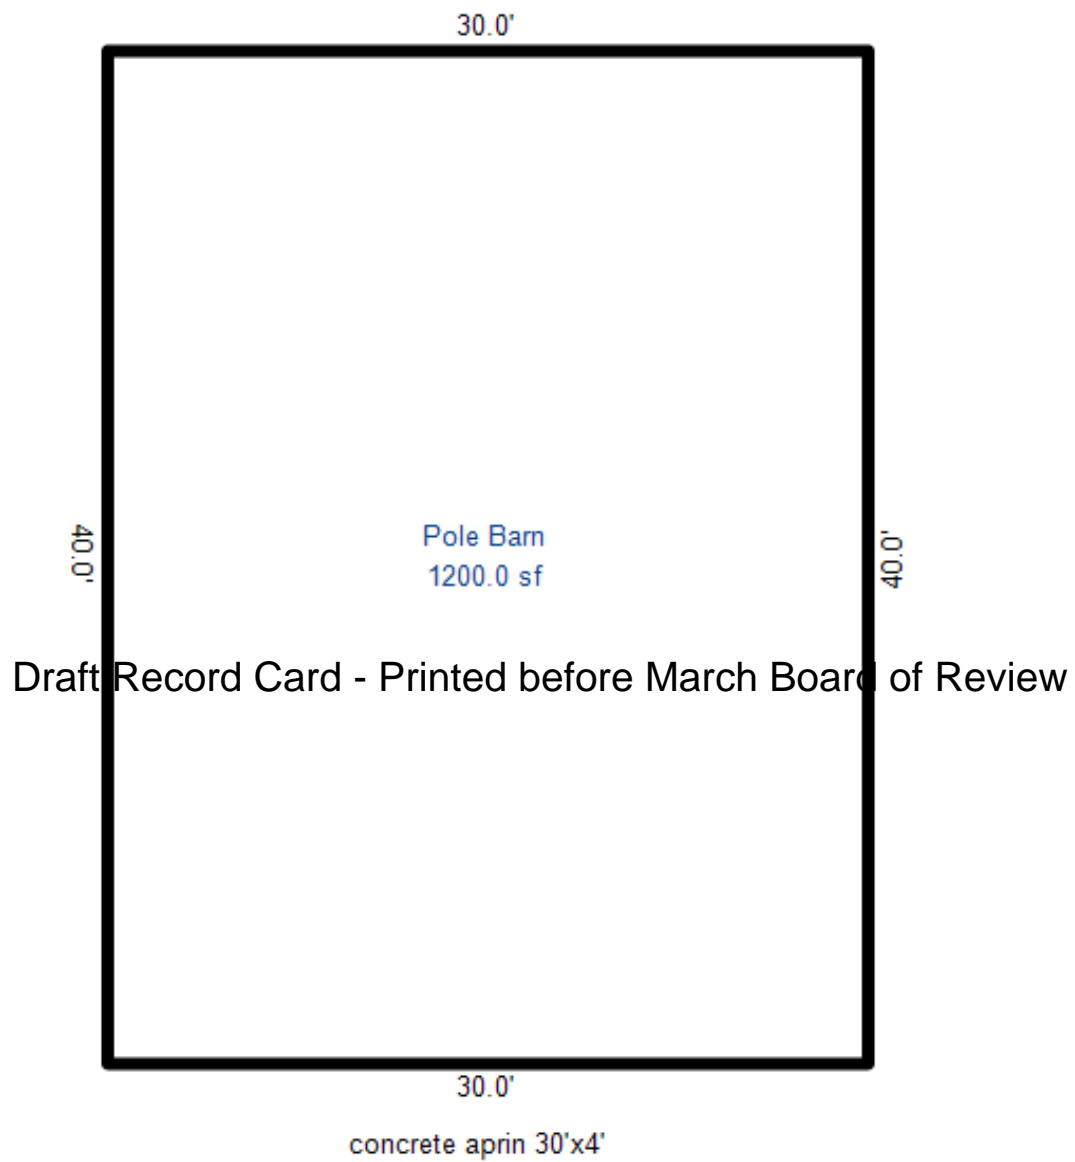 30.0'
40.0'
Pole Barn
1200.0 sf
40.0'
Draft Record Card - Printed before March Board of Review
30.0'
concrete aprin 30'x4'